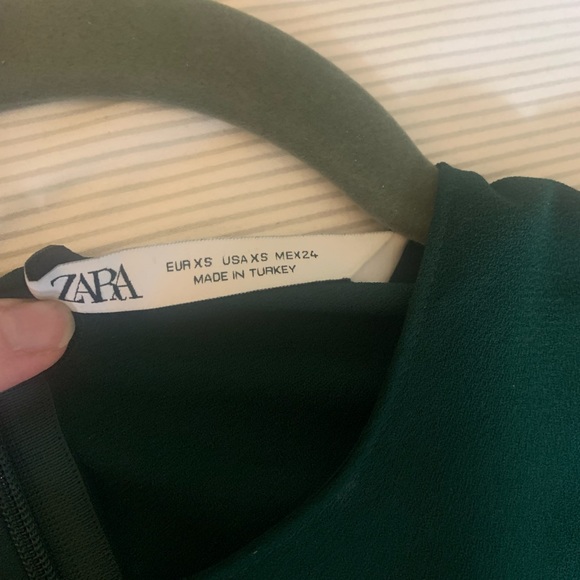 ZARA
EUR XS USA XS MEX 24
MADE IN TURKEY